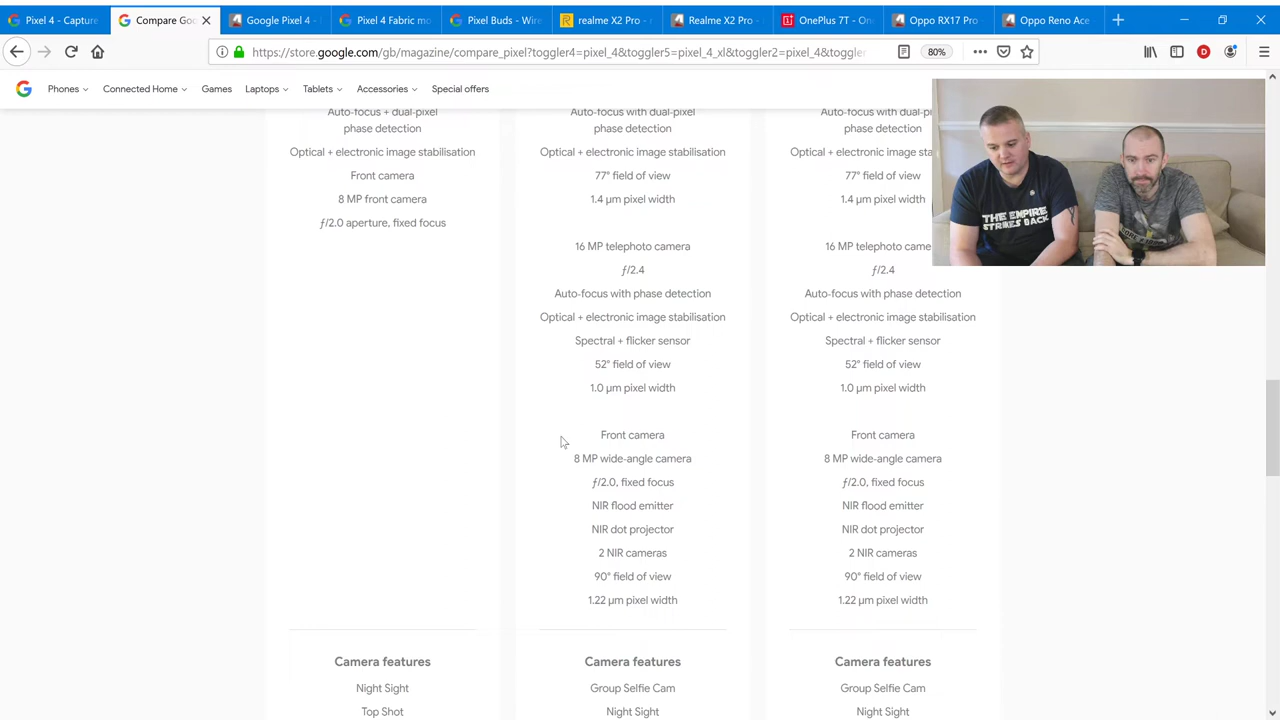 Pixel 4 - Capture
Compare Goo
Google Pixel 4 -
Pixel 4 Fabric mo
Pixel Buds - Wire
realme X2 Pro - r
Realme X2 Pro -
OnePlus 7T - On
Oppo RX17 Pro
Oppo Reno Ace
https://store.google.com/gb/magazine/compare_pixel?toggler4=pixel_4&toggler5=pixel_4_xl&toggler2=pixel_4&toggler
80%
Phones
Connected Home
Games
Laptops
Tablets
Accessories
Special offers
Auto-focus + dual-pixel
phase detection
Optical + electronic image stabilisation
Front camera
8 MP front camera
ƒ/2.0 aperture, fixed focus
Camera features
Night Sight
Top Shot
Auto-focus with dual-pixel
phase detection
Optical + electronic image stabilisation
77° field of view
1.4 μm pixel width
16 MP telephoto camera
ƒ/2.4
Auto-focus with phase detection
Optical + electronic image stabilisation
Spectral + flicker sensor
52° field of view
1.0 μm pixel width
Front camera
8 MP wide-angle camera
ƒ/2.0, fixed focus
NIR flood emitter
NIR dot projector
2 NIR cameras
90° field of view
1.22 μm pixel width
Camera features
Group Selfie Cam
Night Sight
Auto-focus with dual-pi
phase detection
Optical + electronic image sta
77° field of view
1.4 μm pixel width
16 MP telephoto came
ƒ/2.4
Auto-focus with phase detection
Optical + electronic image stabilisation
Spectral + flicker sensor
52° field of view
1.0 μm pixel width
Front camera
8 MP wide-angle camera
ƒ/2.0, fixed focus
NIR flood emitter
NIR dot projector
2 NIR cameras
90° field of view
1.22 μm pixel width
Camera features
Group Selfie Cam
Night Sight
THE EMPIRE
STRIKES BACK